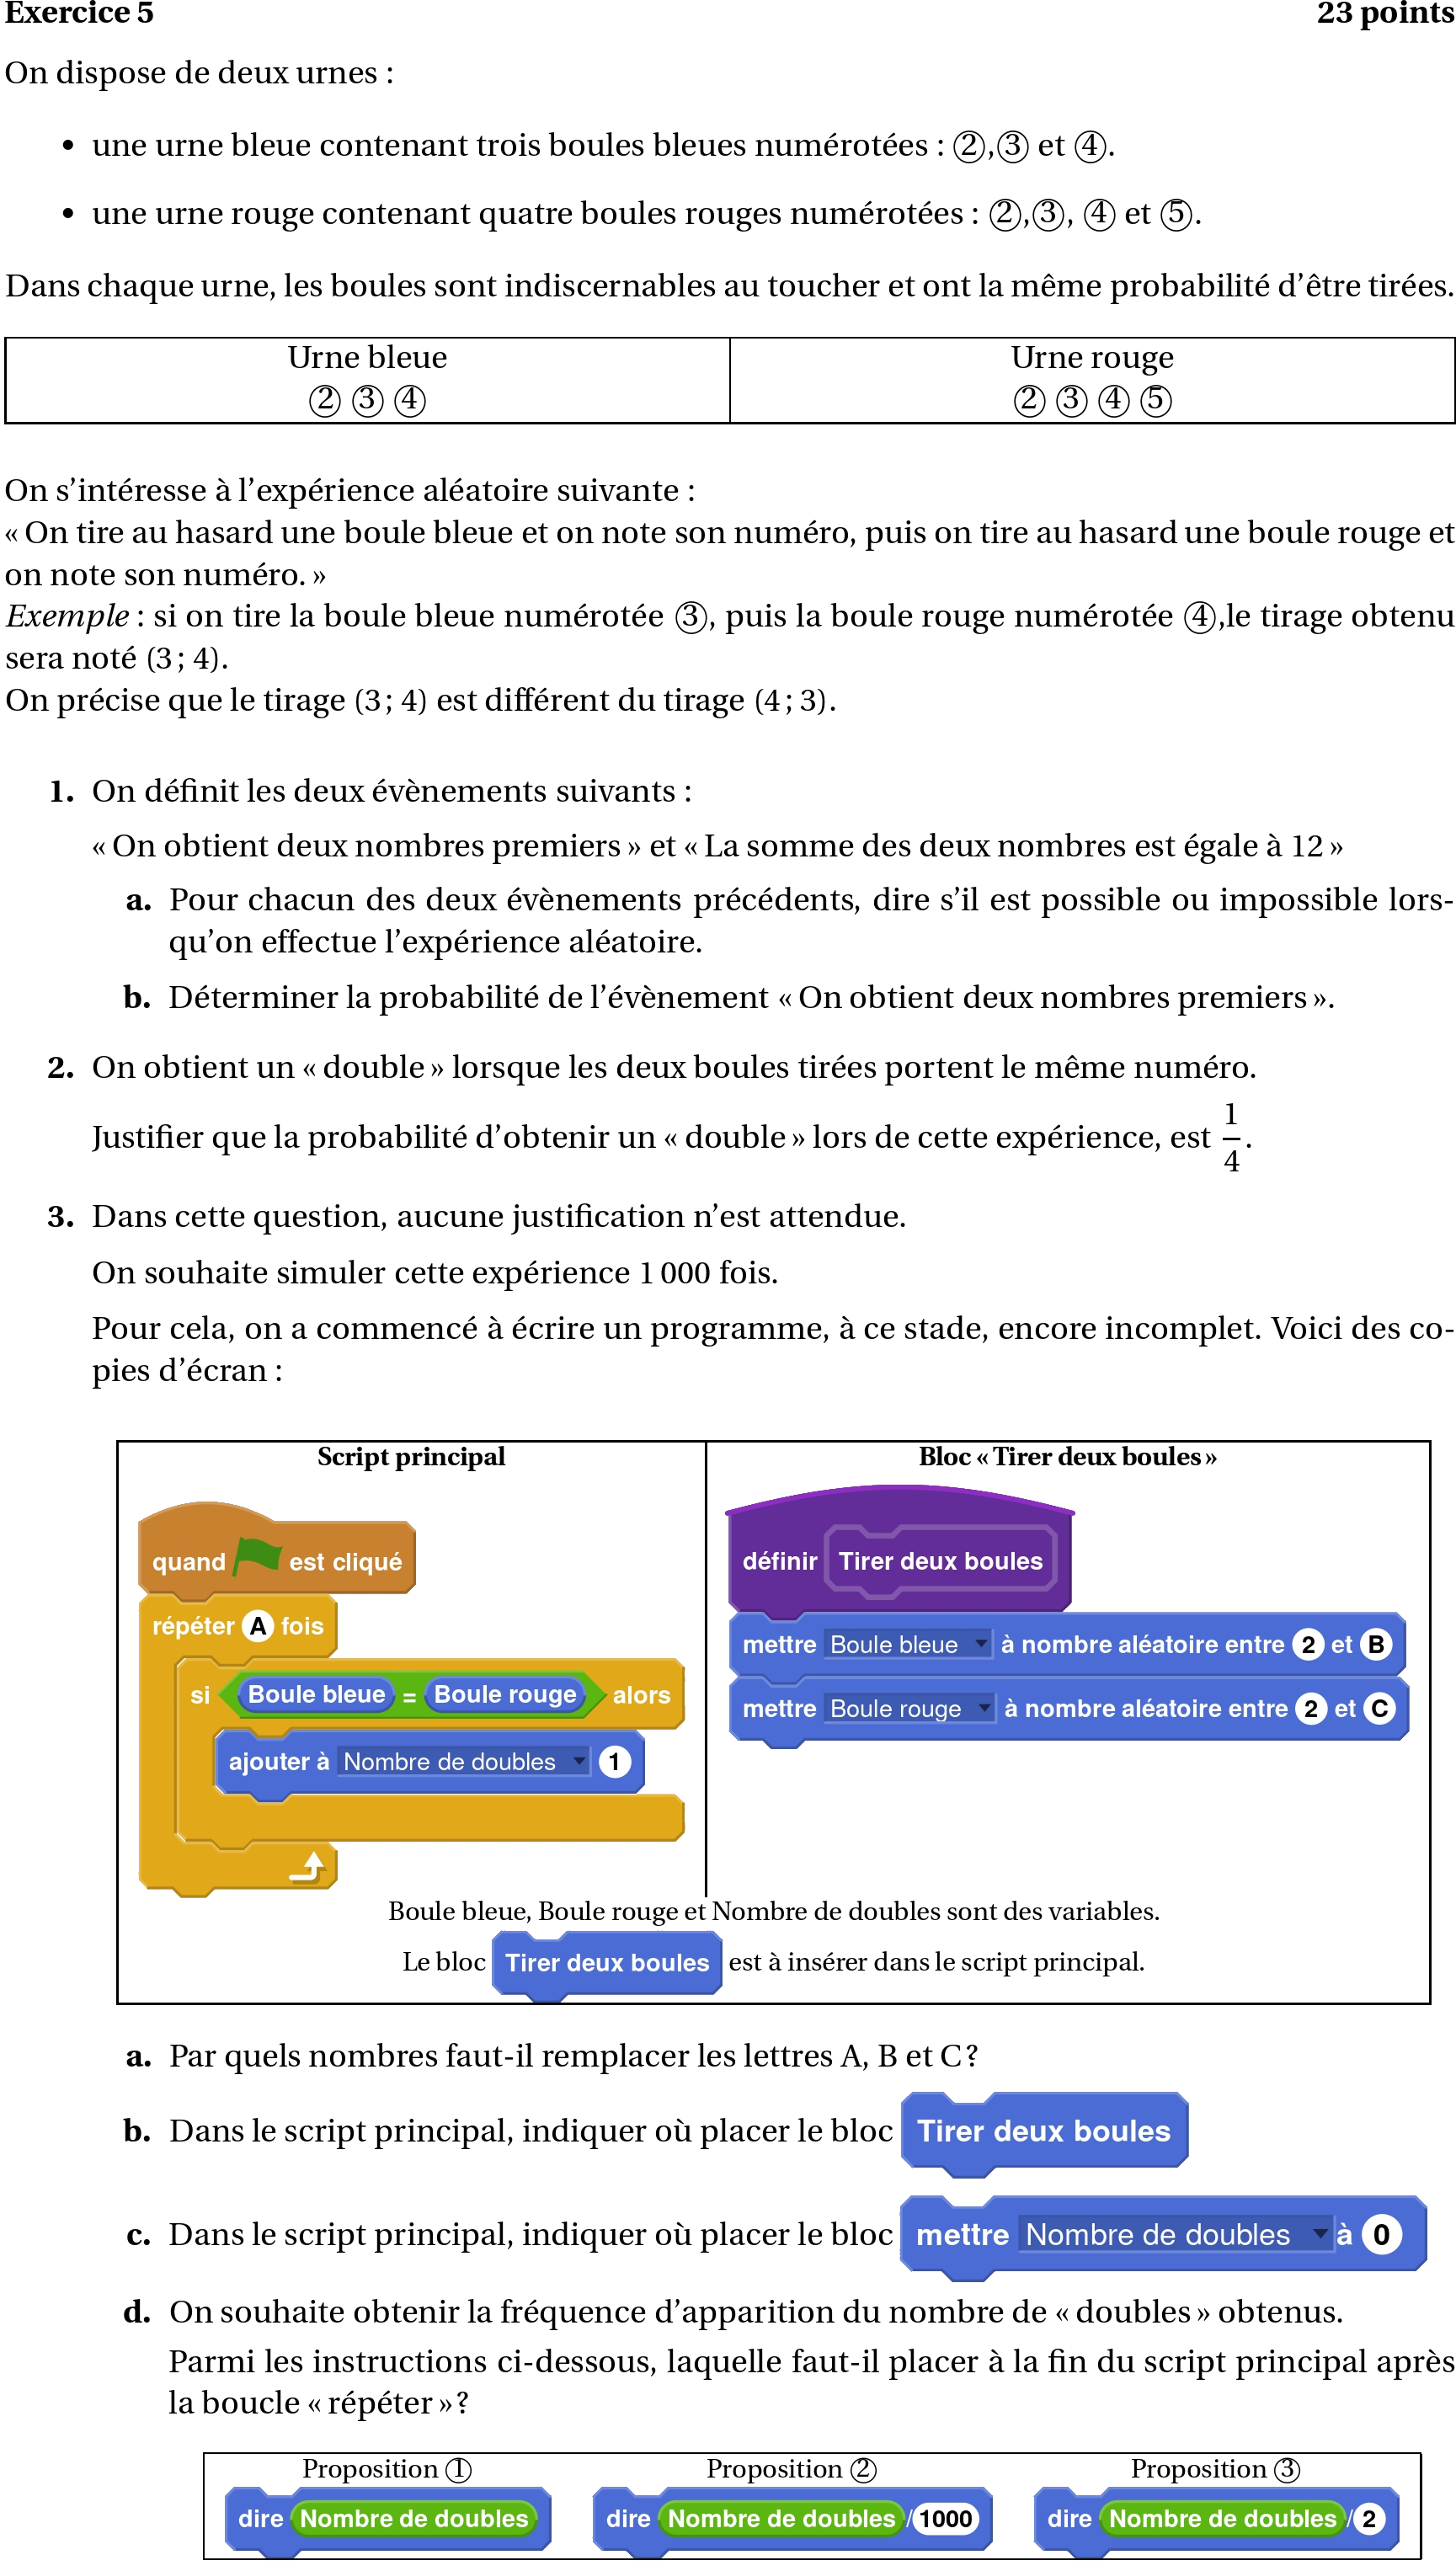 Exercice 5 23 points
On dispose de deux urnes :
• une urne bleue contenant trois boules bleues numérotées : ②,③ et ④.
• une urne rouge contenant quatre boules rouges numérotées : ②,③, ④ et ⑤.
Dans chaque urne, les boules sont indiscernables au toucher et ont la même probabilité d'être tirées.
Urne bleue Urne rouge
② ③ ④ ② ③ ④ ⑤
On s'intéresse à l'expérience aléatoire suivante :
« On tire au hasard une boule bleue et on note son numéro, puis on tire au hasard une boule rouge et
on note son numéro. »
Exemple : si on tire la boule bleue numérotée ③, puis la boule rouge numérotée ④,le tirage obtenu
sera noté (3 ; 4).
On précise que le tirage (3 ; 4) est différent du tirage (4 ; 3).
1. On définit les deux évènements suivants :
« On obtient deux nombres premiers » et « La somme des deux nombres est égale à 12 »
a. Pour chacun des deux évènements précédents, dire s'il est possible ou impossible lors-
qu'on effectue l'expérience aléatoire.
b. Déterminer la probabilité de l'évènement « On obtient deux nombres premiers ».
2. On obtient un « double » lorsque les deux boules tirées portent le même numéro.
Justifier que la probabilité d'obtenir un « double » lors de cette expérience, est 1/4.
3. Dans cette question, aucune justification n'est attendue.
On souhaite simuler cette expérience 1 000 fois.
Pour cela, on a commencé à écrire un programme, à ce stade, encore incomplet. Voici des co-
pies d'écran :
Script principal
quand est cliqué
répéter A fois
si Boule bleue = Boule rouge alors
ajouter à Nombre de doubles 1
Bloc « Tirer deux boules »
définir Tirer deux boules
mettre Boule bleue à nombre aléatoire entre 2 et B
mettre Boule rouge à nombre aléatoire entre 2 et C
Boule bleue, Boule rouge et Nombre de doubles sont des variables.
Le bloc Tirer deux boules est à insérer dans le script principal.
a. Par quels nombres faut-il remplacer les lettres A, B et C ?
b. Dans le script principal, indiquer où placer le bloc Tirer deux boules
c. Dans le script principal, indiquer où placer le bloc mettre Nombre de doubles à 0
d. On souhaite obtenir la fréquence d'apparition du nombre de « doubles » obtenus.
Parmi les instructions ci-dessous, laquelle faut-il placer à la fin du script principal après
la boucle « répéter » ?
Proposition ① Proposition ② Proposition ③
dire Nombre de doubles dire Nombre de doubles / 1000 dire Nombre de doubles / 2